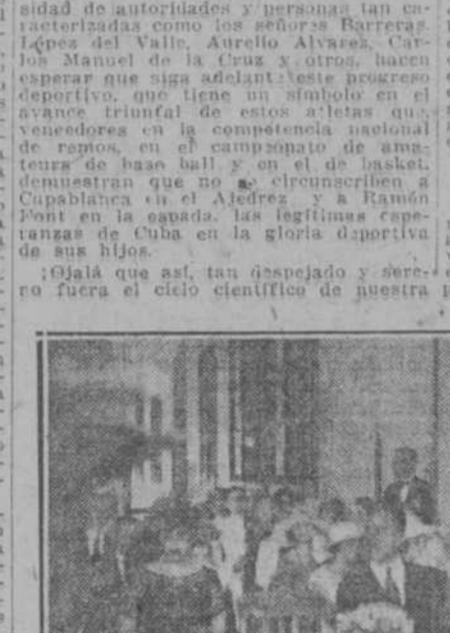 sidad de autoridades y personas tan ca-
racterizadas como los señores Barreras.
López del Valle, Aurelio Alvarez, Car-
los Manuel de la Cruz y otros, hacen
esperar que siga adelante este progreso
deportivo, que tiene un símbolo en el
avance triunfal de estos atletas que,
vencedores en la competencia nacional
de remos, en el campeonato de ama-
teurs de base ball y en el de basket,
demuestran que no se circunscriben a
Capablanca en el Ajedrez y a Ramón
Font en la espada, las legítimas espe-
ranzas de Cuba en la gloria deportiva
de sus hijos.
¡Ojalá que así, tan despejado y sere-
no fuera el cielo científico de nuestra